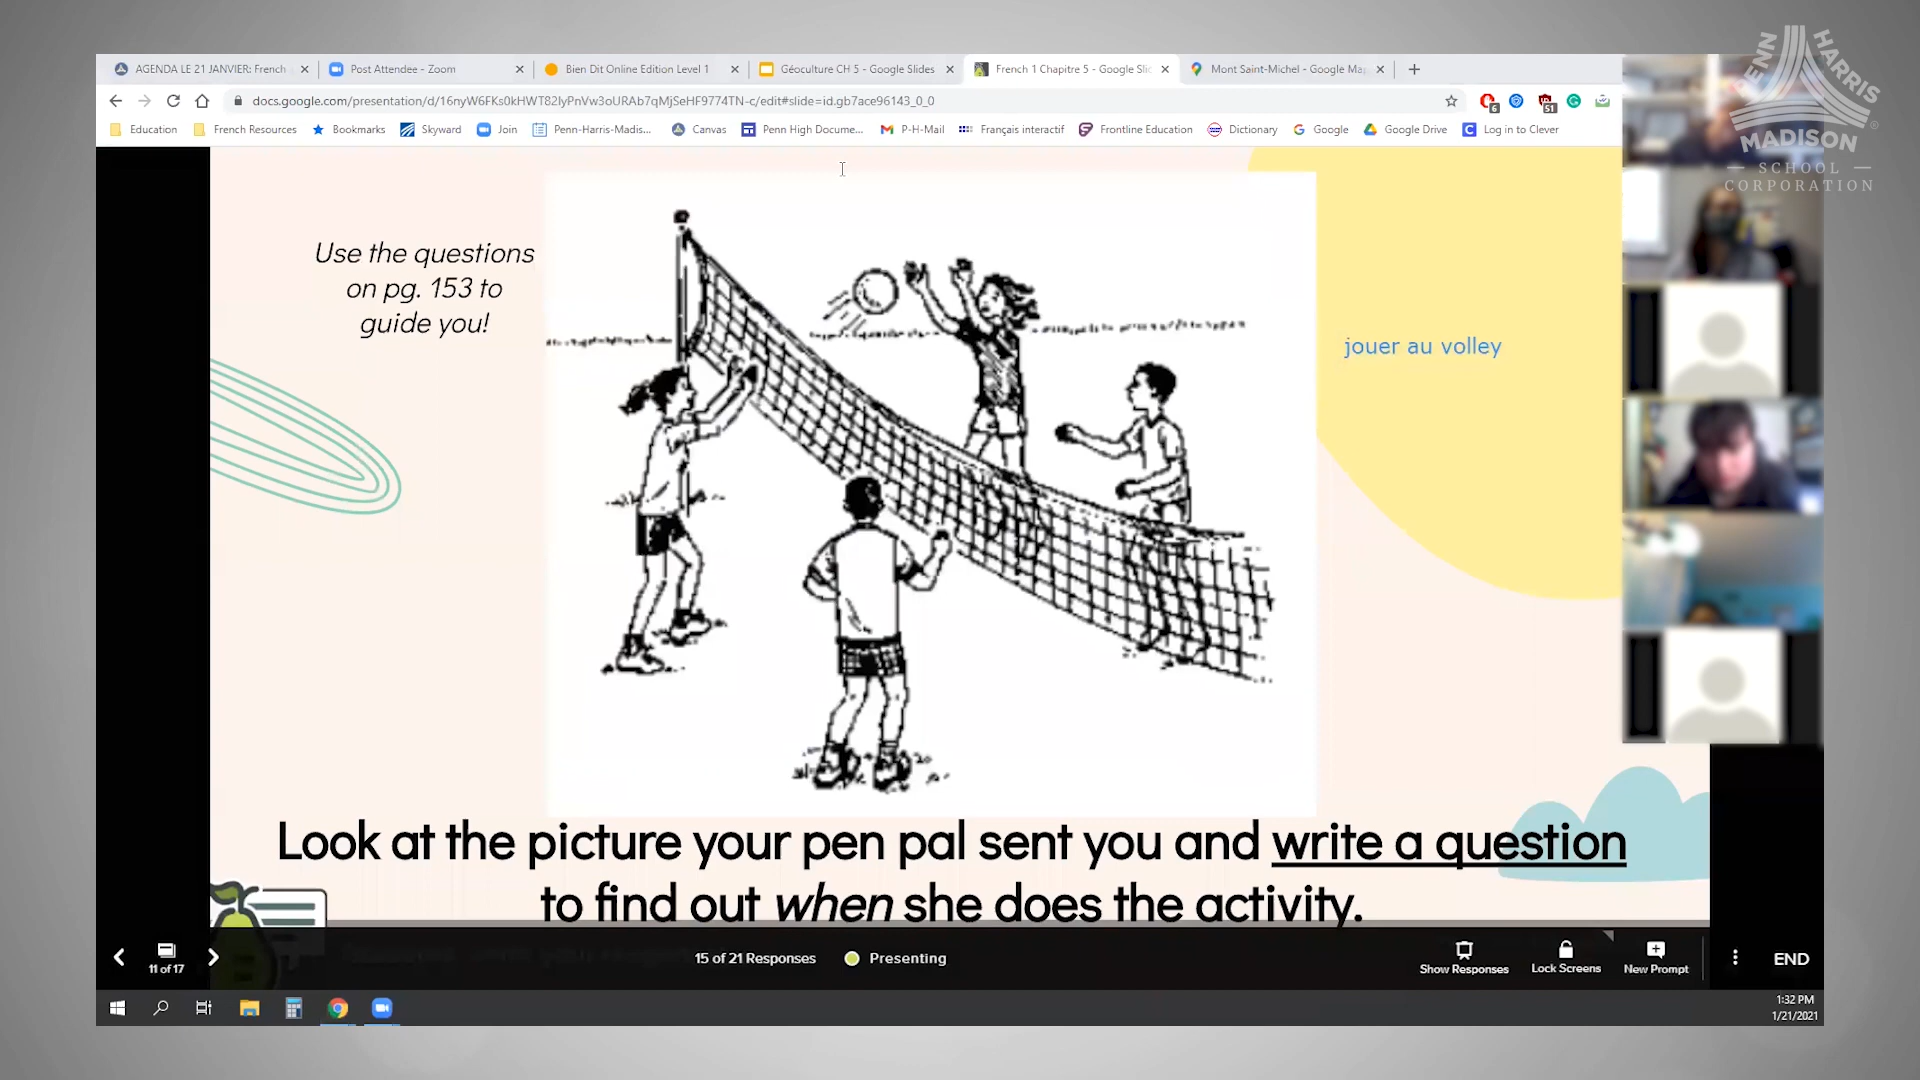 AGENDA LE 21 JANVIER: French
Post Attendee - Zoom
Bien Dit Online Edition Level 1
Géoculture CH 5 - Google Slides
French 1 Chapitre 5 - Google Slic
Mont Saint-Michel - Google Map
docs.google.com/presentation/d/16nyW6FKs0kHWT82IyPnVw3oURAb7qMjSeHF9774TN-c/edit#slide=id.gb7ace96143_0_0
6
51
Education
French Resources
Bookmarks
Skyward
Join
Penn-Harris-Madis...
Canvas
Penn High Docume...
P-H-Mail
Français interactif
Frontline Education
Dictionary
Google
Google Drive
Log in to Clever
PENN
HARRIS
MADISON
SCHOOL
CORPORATION
Use the questions
on pg. 153 to
guide you!
jouer au volley
Look at the picture your pen pal sent you and write a question
to find out when she does the activity.
11 of 17
15 of 21 Responses
Presenting
Show Responses
Lock Screens
New Prompt
END
1:32 PM
1/21/2021